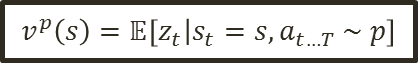 v^p(s) = 𝔼[z_t|s_t = s, a_{t…T} ~ p]